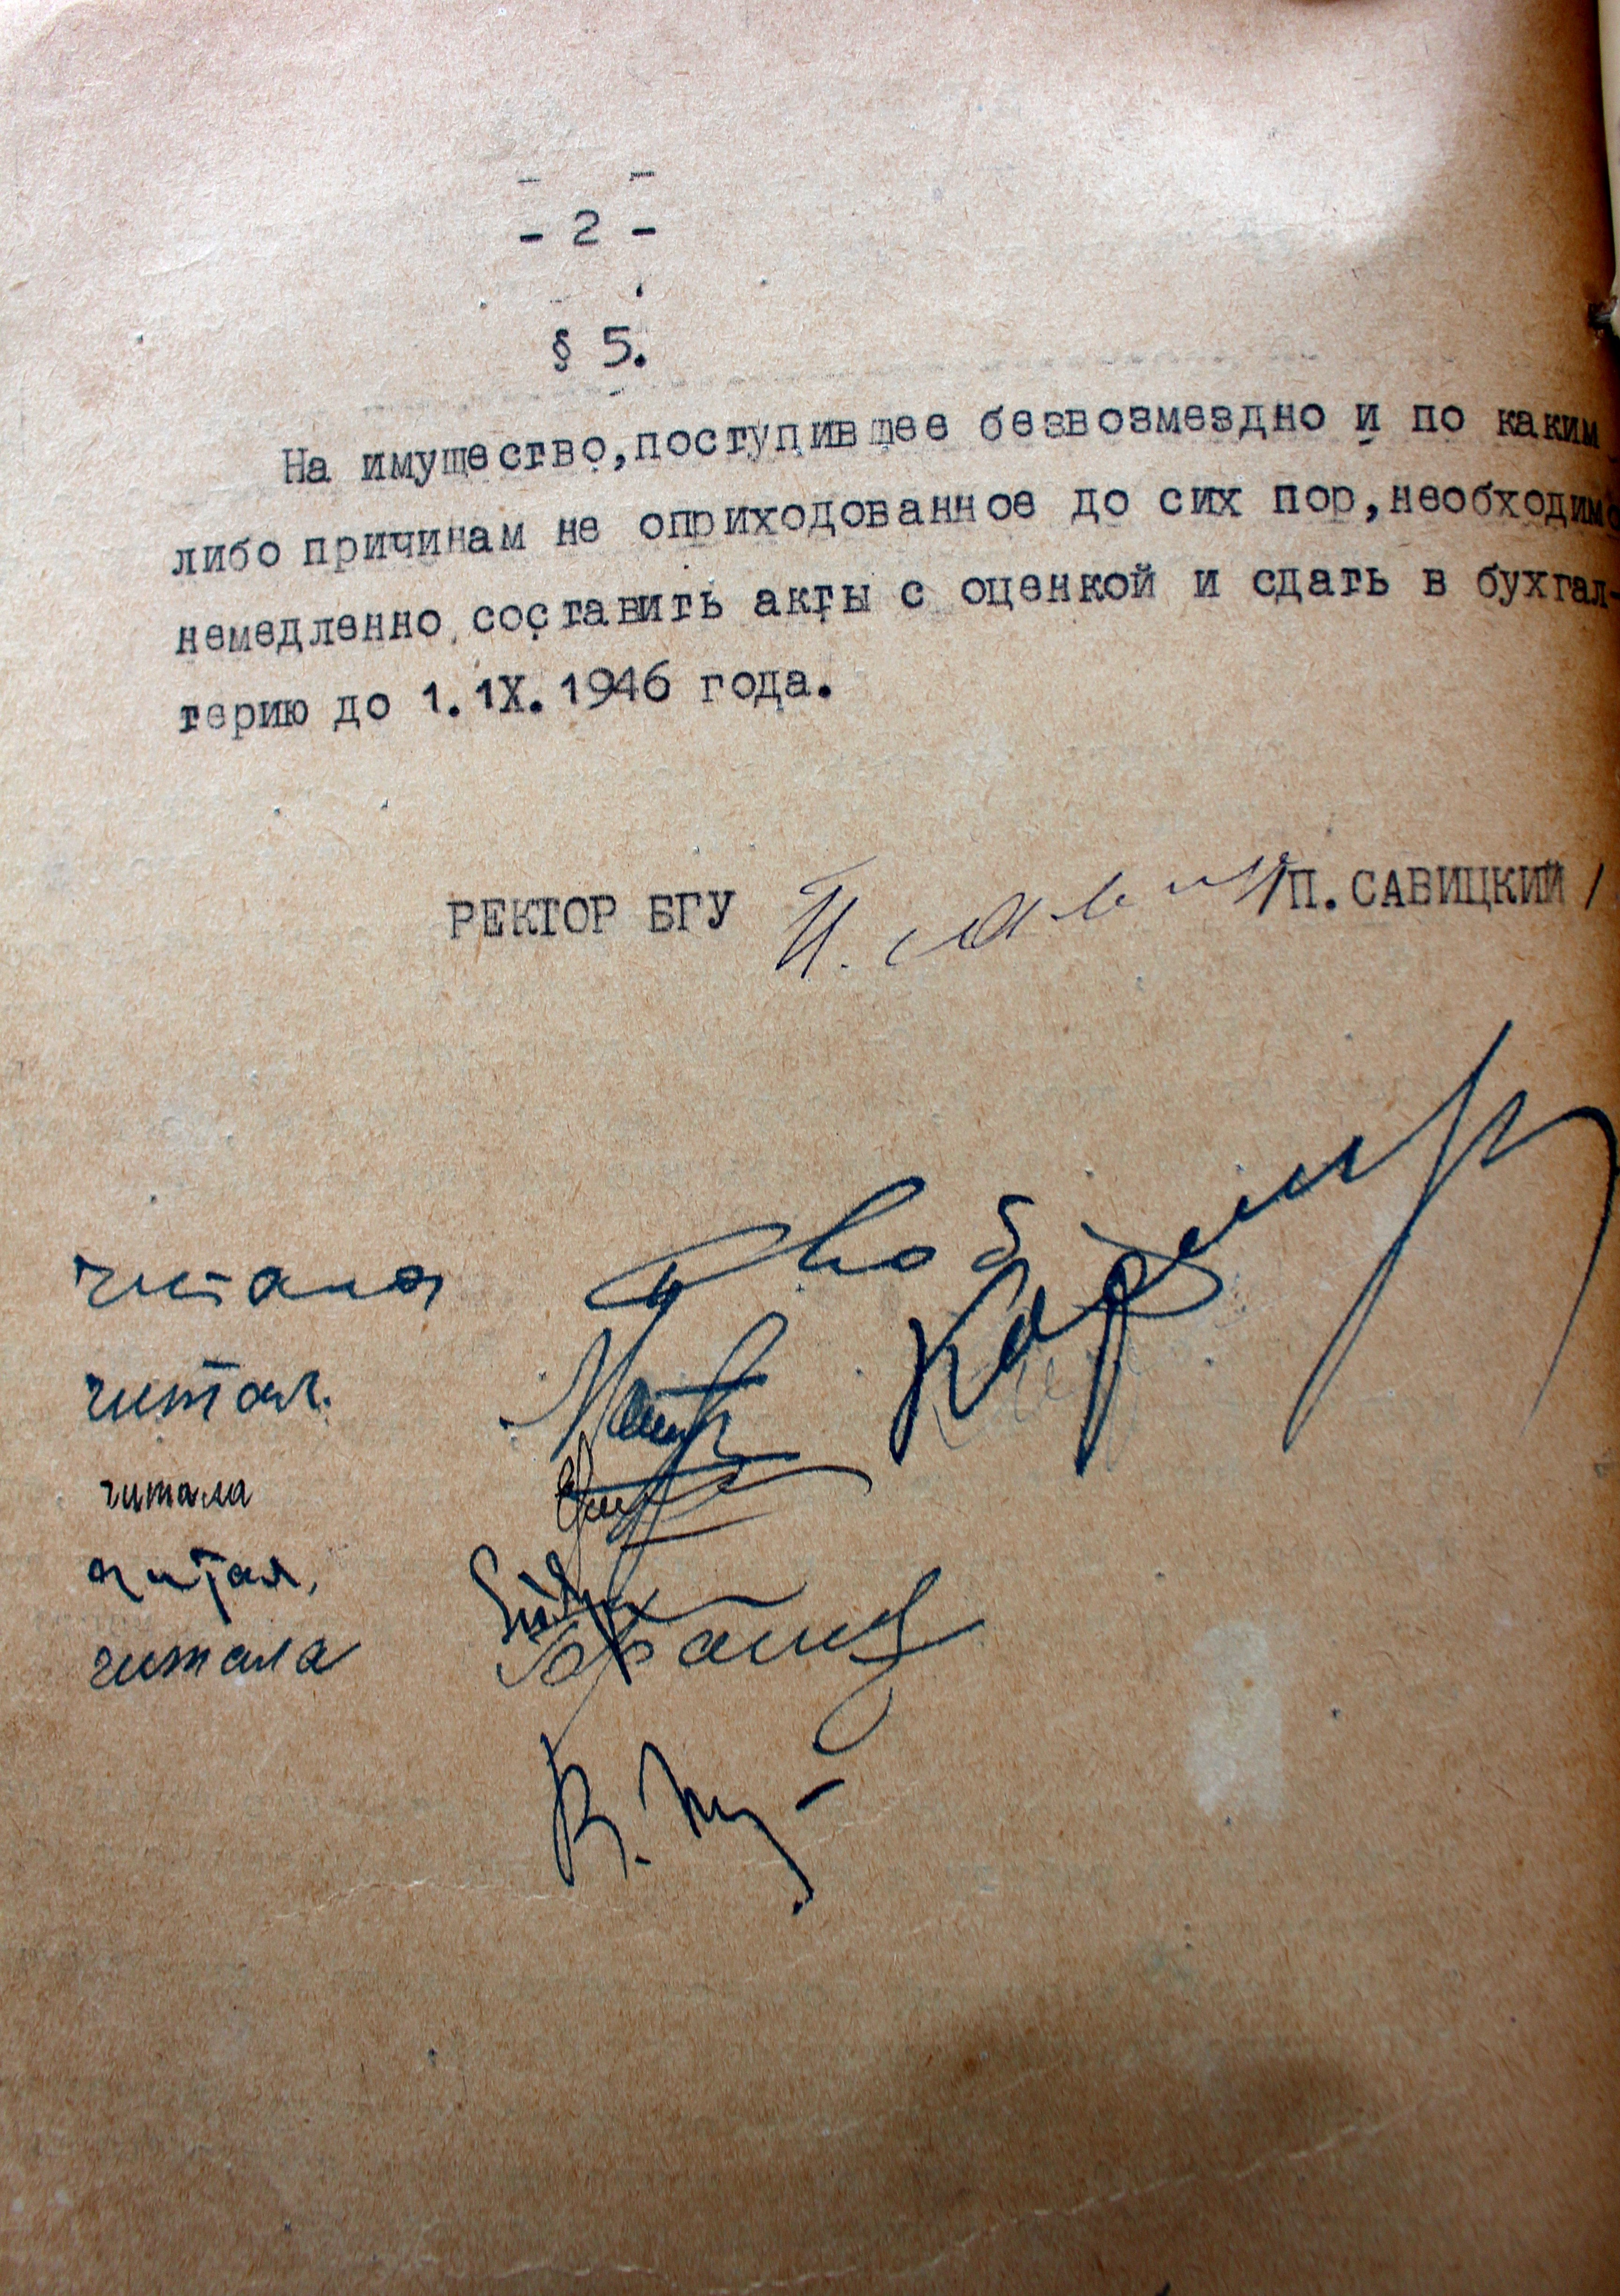 - 2 -
§ 5.
На имущество,поступившее безвозмездно и по каким
либо причинам не оприходованное до сих пор,необходимо
немедленно составить акты с оценкой и сдать в бухгал-
терию до 1.1X.1946 года.
РЕКТОР БГУ /П.САВИЦКИЙ/
читала
читал.
читала
читал.
читала